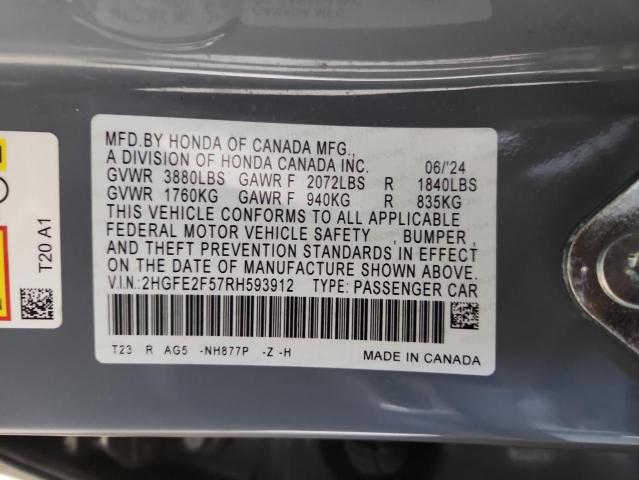 MFD.BY HONDA OF CANADA MFG.,
A DIVISION OF HONDA CANADA INC. 06/'24
GVWR 3880LBS GAWR F 2072LBS R 1840LBS
GVWR 1760KG GAWR F 940KG R 835KG
THIS VEHICLE CONFORMS TO ALL APPLICABLE
FEDERAL MOTOR VEHICLE SAFETY , BUMPER ,
AND THEFT PREVENTION STANDARDS IN EFFECT
ON THE DATE OF MANUFACTURE SHOWN ABOVE.
V.I.N.:2HGFE2F57RH593912 TYPE: PASSENGER CAR
T23 R AG5 -NH877P -Z -H MADE IN CANADA
T20 A1